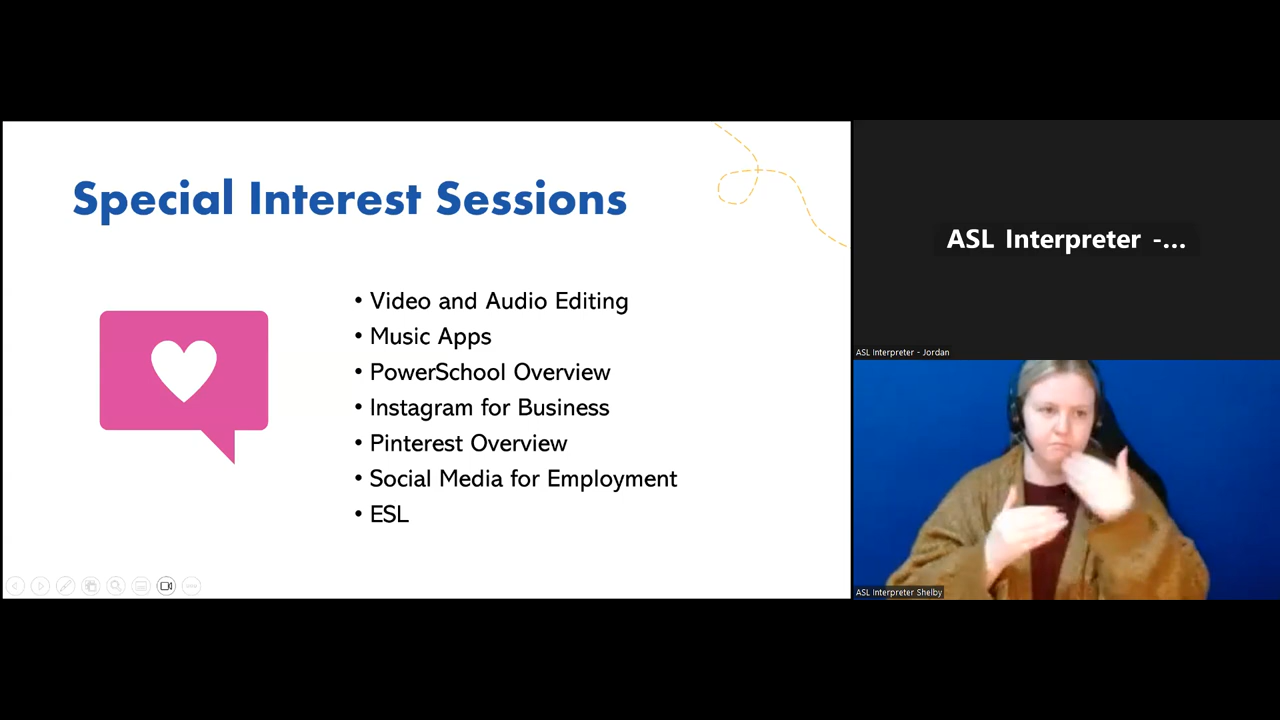 Special Interest Sessions
• Video and Audio Editing
• Music Apps
• PowerSchool Overview
• Instagram for Business
• Pinterest Overview
• Social Media for Employment
• ESL
ASL Interpreter -...
ASL Interpreter - Jordan
ASL Interpreter Shelby